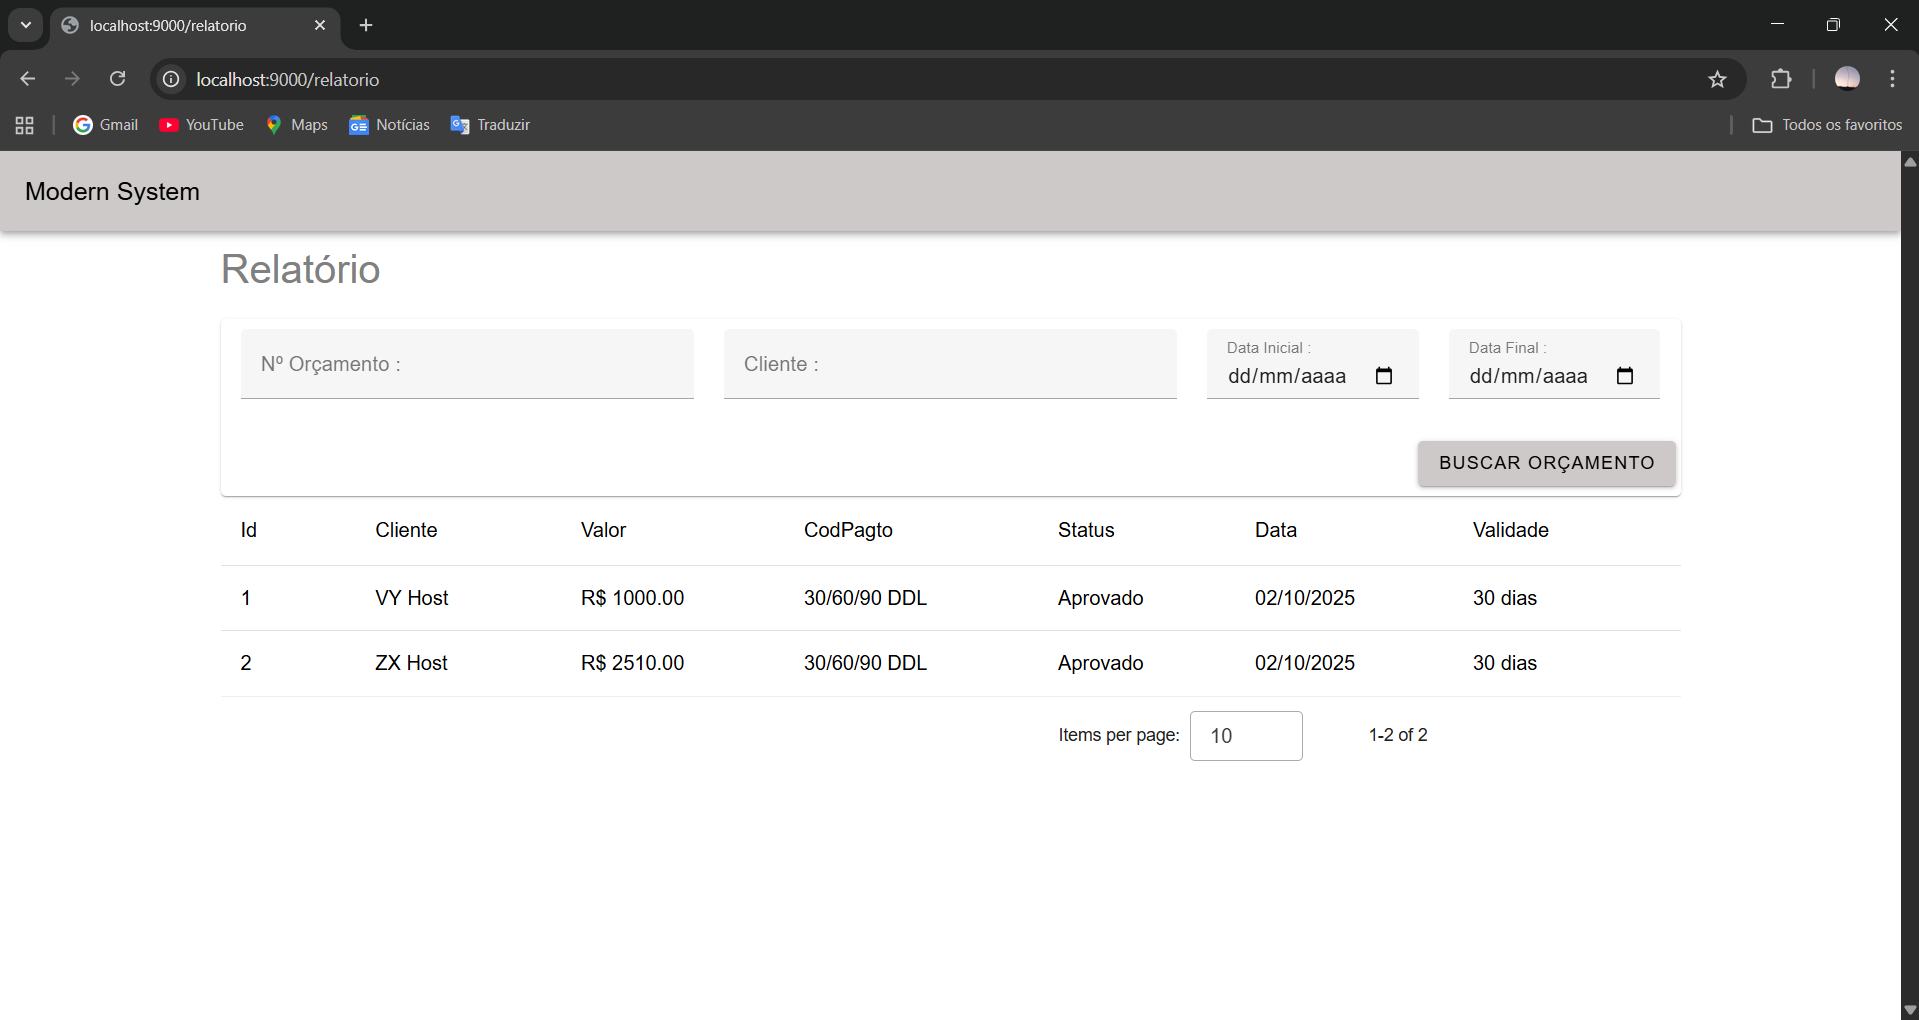 localhost:9000/relatorio
localhost:9000/relatorio
Gmail YouTube Maps Notícias Traduzir Todos os favoritos
Modern System
Relatório
Nº Orçamento : Cliente : Data Inicial : dd/mm/aaaa Data Final : dd/mm/aaaa
BUSCAR ORÇAMENTO
Id Cliente Valor CodPagto Status Data Validade
1 VY Host R$ 1000.00 30/60/90 DDL Aprovado 02/10/2025 30 dias
2 ZX Host R$ 2510.00 30/60/90 DDL Aprovado 02/10/2025 30 dias
Items per page: 10 1-2 of 2